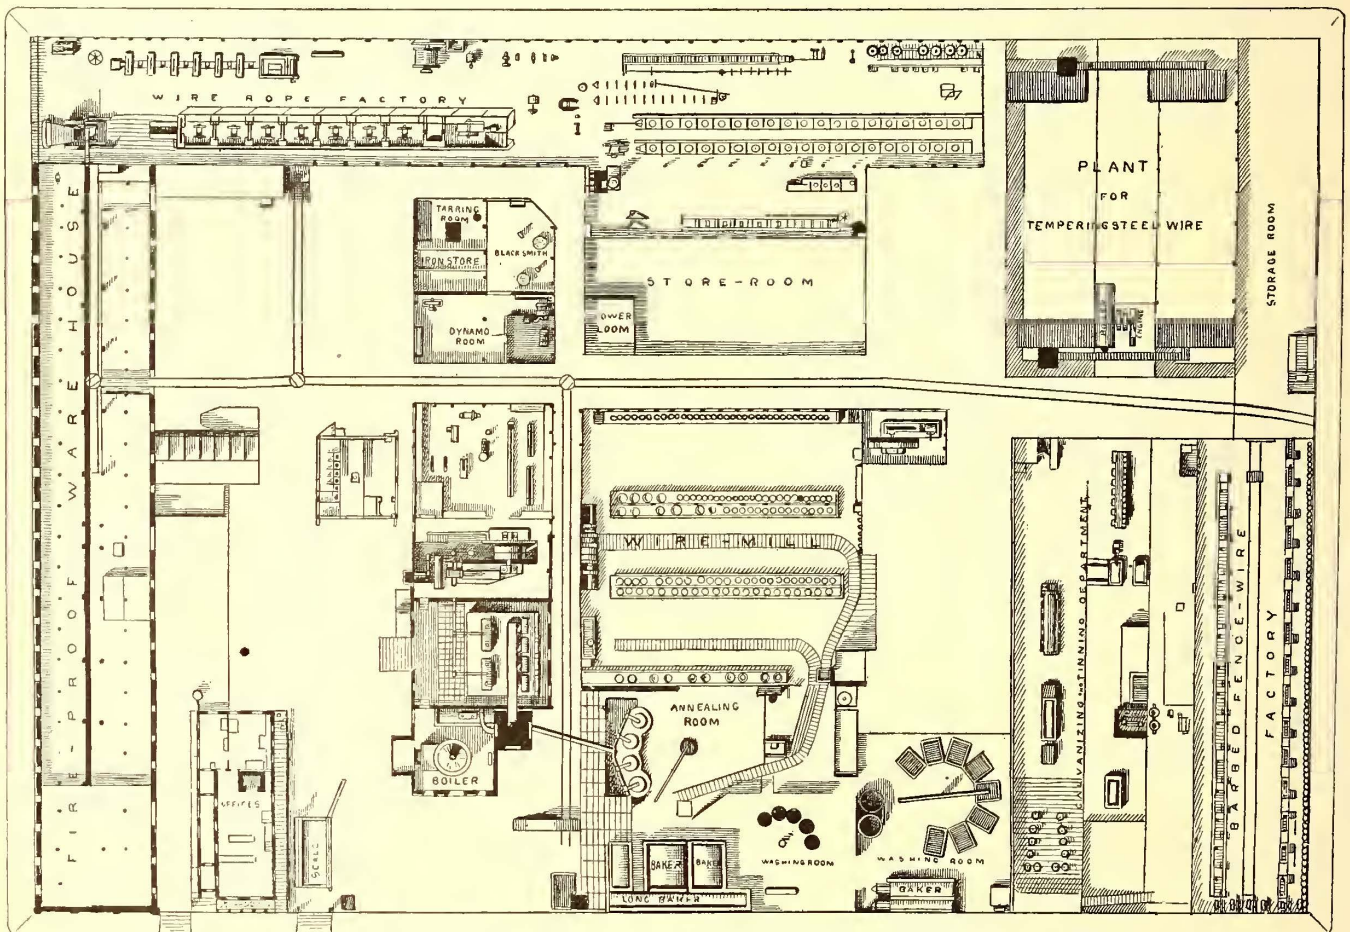 WIRE ROPE FACTORY
FIRE-PROOF WAREHOUSE
TARRING
ROOM
IRON STORE
BLACKSMITH
DYNAMO
ROOM
STORE-ROOM
OWER
LOOM
PLANT
FOR
TEMPERING STEEL WIRE
ENGINE
STORAGE ROOM
WIRE-MILL
ANNEALING
ROOM
BOILER
OFFICES
SCALE
BAKER
BAKER
LONG BAKER
WASHING ROOM
WASHING ROOM
BAKER
GALVANIZING AND TINNING DEPARTMENT
BARBED FENCE-WIRE
FACTORY